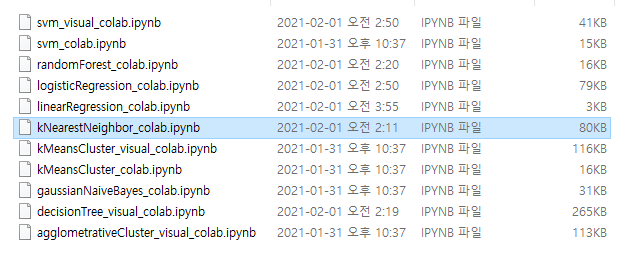 svm_visual_colab.ipynb 2021-02-01 오전 2:50 IPYNB 파일 41KB
svm_colab.ipynb 2021-01-31 오후 10:37 IPYNB 파일 15KB
randomForest_colab.ipynb 2021-02-01 오전 2:20 IPYNB 파일 16KB
logisticRegression_colab.ipynb 2021-02-01 오전 2:50 IPYNB 파일 79KB
linearRegression_colab.ipynb 2021-02-01 오전 3:55 IPYNB 파일 3KB
kNearestNeighbor_colab.ipynb 2021-02-01 오전 2:11 IPYNB 파일 80KB
kMeansCluster_visual_colab.ipynb 2021-01-31 오후 10:37 IPYNB 파일 116KB
kMeansCluster_colab.ipynb 2021-01-31 오후 10:37 IPYNB 파일 16KB
gaussianNaiveBayes_colab.ipynb 2021-01-31 오후 10:37 IPYNB 파일 31KB
decisionTree_visual_colab.ipynb 2021-02-01 오전 2:19 IPYNB 파일 265KB
agglometrativeCluster_visual_colab.ipynb 2021-01-31 오후 10:37 IPYNB 파일 113KB